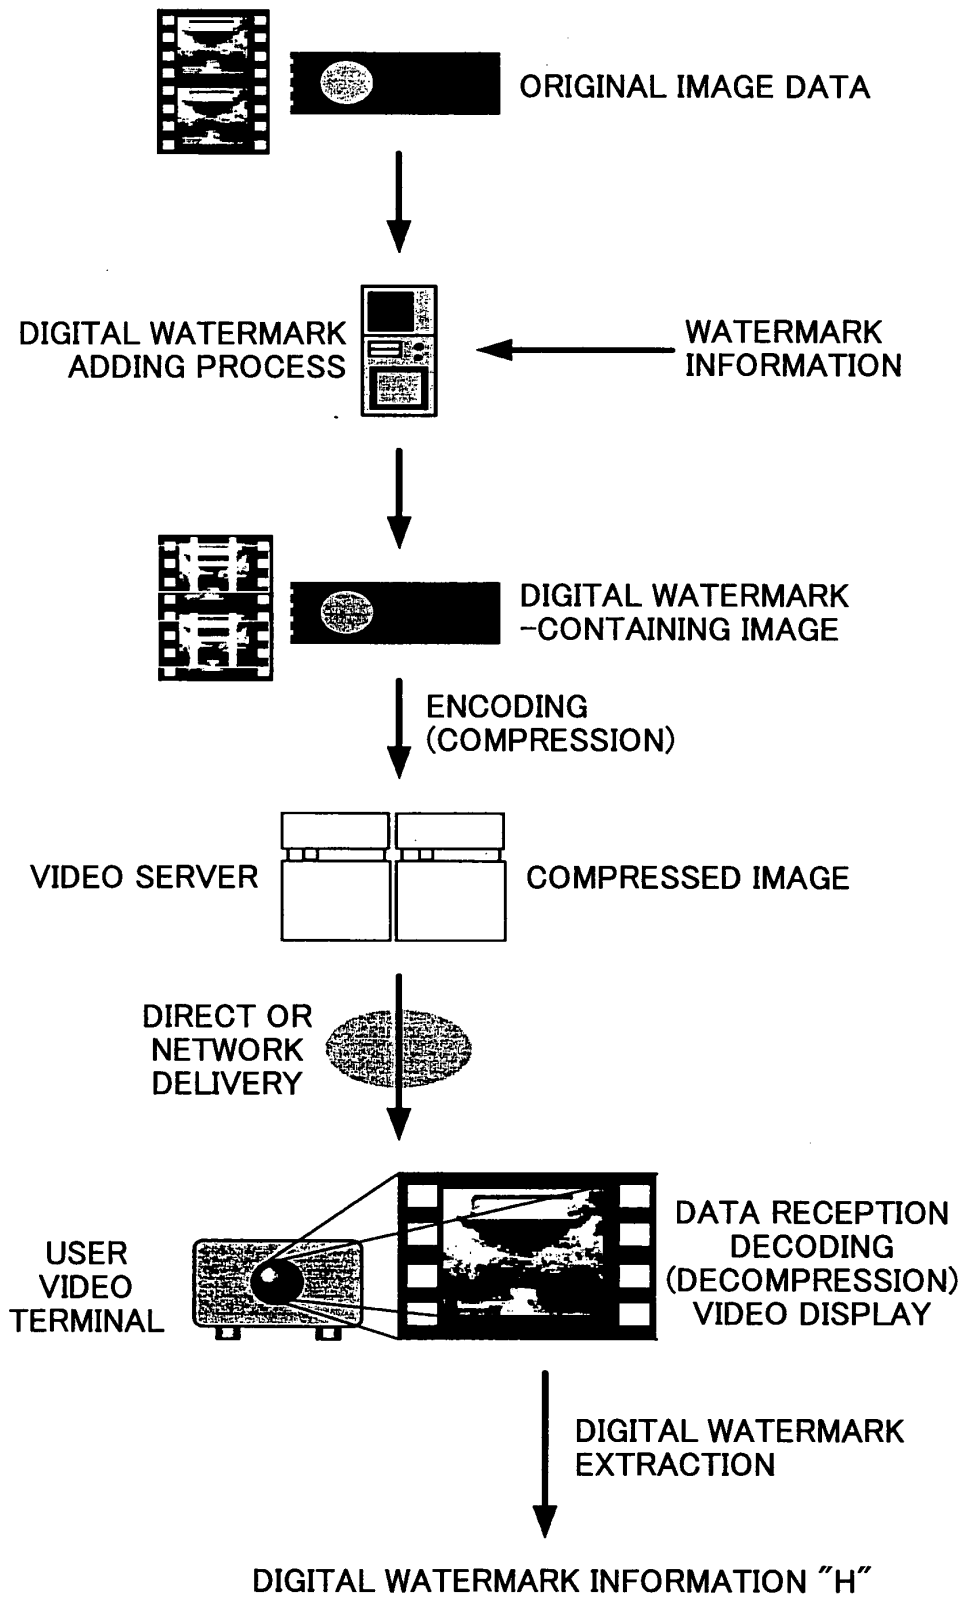 ORIGINAL IMAGE DATA
DIGITAL WATERMARK
ADDING PROCESS
WATERMARK
INFORMATION
DIGITAL WATERMARK
-CONTAINING IMAGE
ENCODING
(COMPRESSION)
VIDEO SERVER
COMPRESSED IMAGE
DIRECT OR
NETWORK
DELIVERY
USER
VIDEO
TERMINAL
DATA RECEPTION
DECODING
(DECOMPRESSION)
VIDEO DISPLAY
DIGITAL WATERMARK
EXTRACTION
DIGITAL WATERMARK INFORMATION "H"